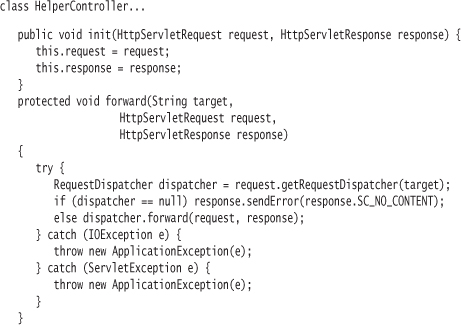 class HelperController...
public void init(HttpServletRequest request, HttpServletResponse response) {
this.request = request;
this.response = response;
}
protected void forward(String target,
HttpServletRequest request,
HttpServletResponse response)
{
try {
RequestDispatcher dispatcher = request.getRequestDispatcher(target);
if (dispatcher == null) response.sendError(response.SC_NO_CONTENT);
else dispatcher.forward(request, response);
} catch (IOException e) {
throw new ApplicationException(e);
} catch (ServletException e) {
throw new ApplicationException(e);
}
}